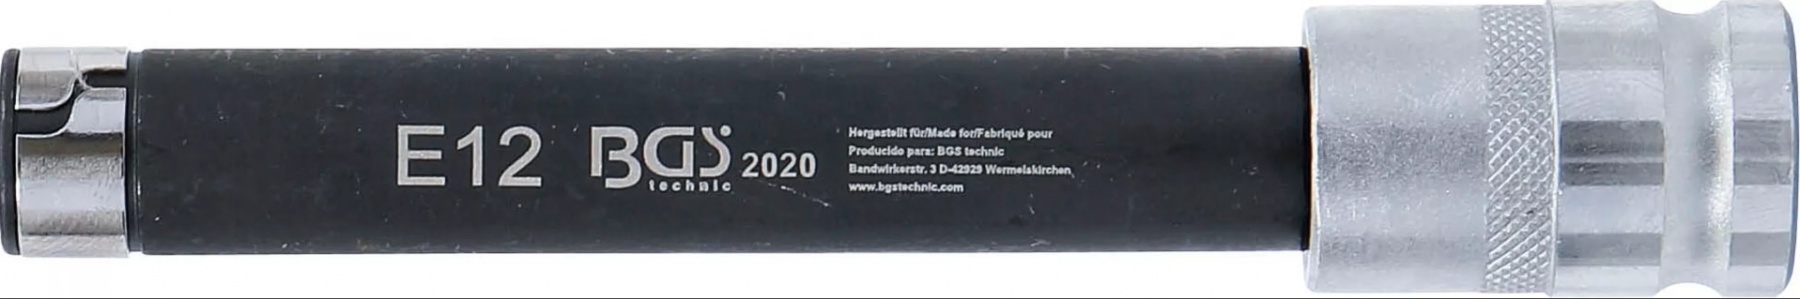 E12 BGS technic 2020
Hergestellt für/Made for/Fabriqué pour
Producido para: BGS technic
Bandwirkerstr. 3 D-42929 Wermelskirchen
www.bgstechnic.com